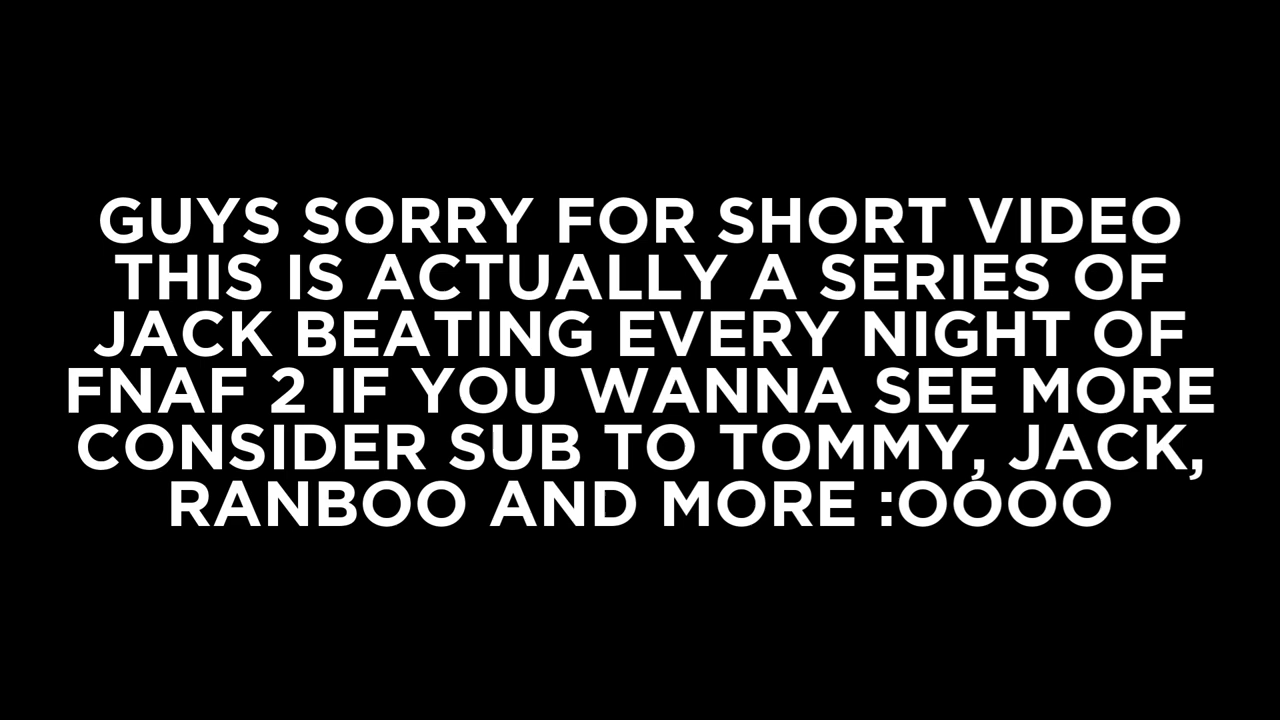 GUYS SORRY FOR SHORT VIDEO
THIS IS ACTUALLY A SERIES OF
JACK BEATING EVERY NIGHT OF
FNAF 2 IF YOU WANNA SEE MORE
CONSIDER SUB TO TOMMY, JACK,
RANBOO AND MORE :OOOO